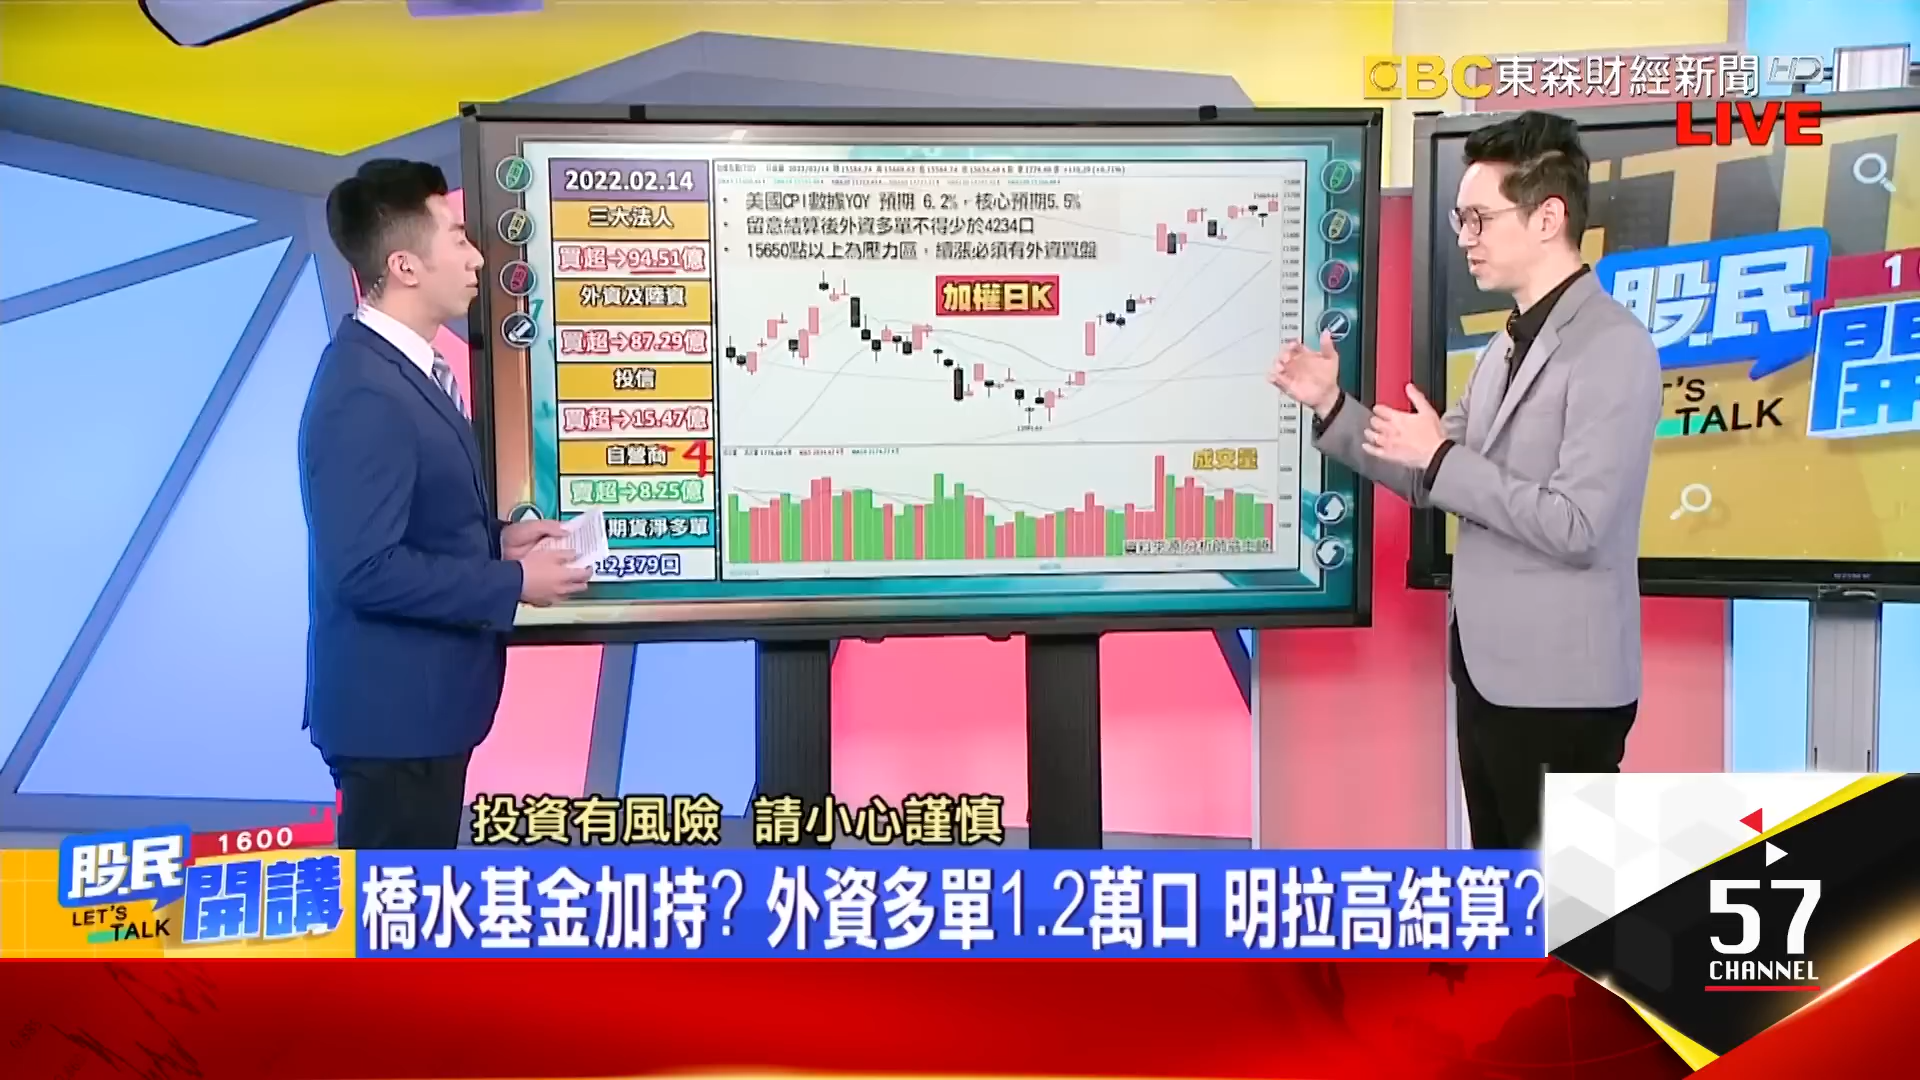 EBC東森財經新聞HD
LIVE
2022.02.14
三大法人
買超→94.51億
外資及陸資
買超→87.29億
投信
買超→15.47億
自營商
4
賣超→8.25億
期貨淨多單
12,379口
美國CPI數據YOY 預期 6.2%，核心預期5.5%
留意結算後外資多單不得少於4234口
15650點以上為壓力區，續漲必須有外資買盤
加權日K
成交量
股民
開
TALK
投資有風險 請小心謹慎
股民 1600
開講
LET'S
TALK
橋水基金加持? 外資多單1.2萬口 明拉高結算?
57
CHANNEL